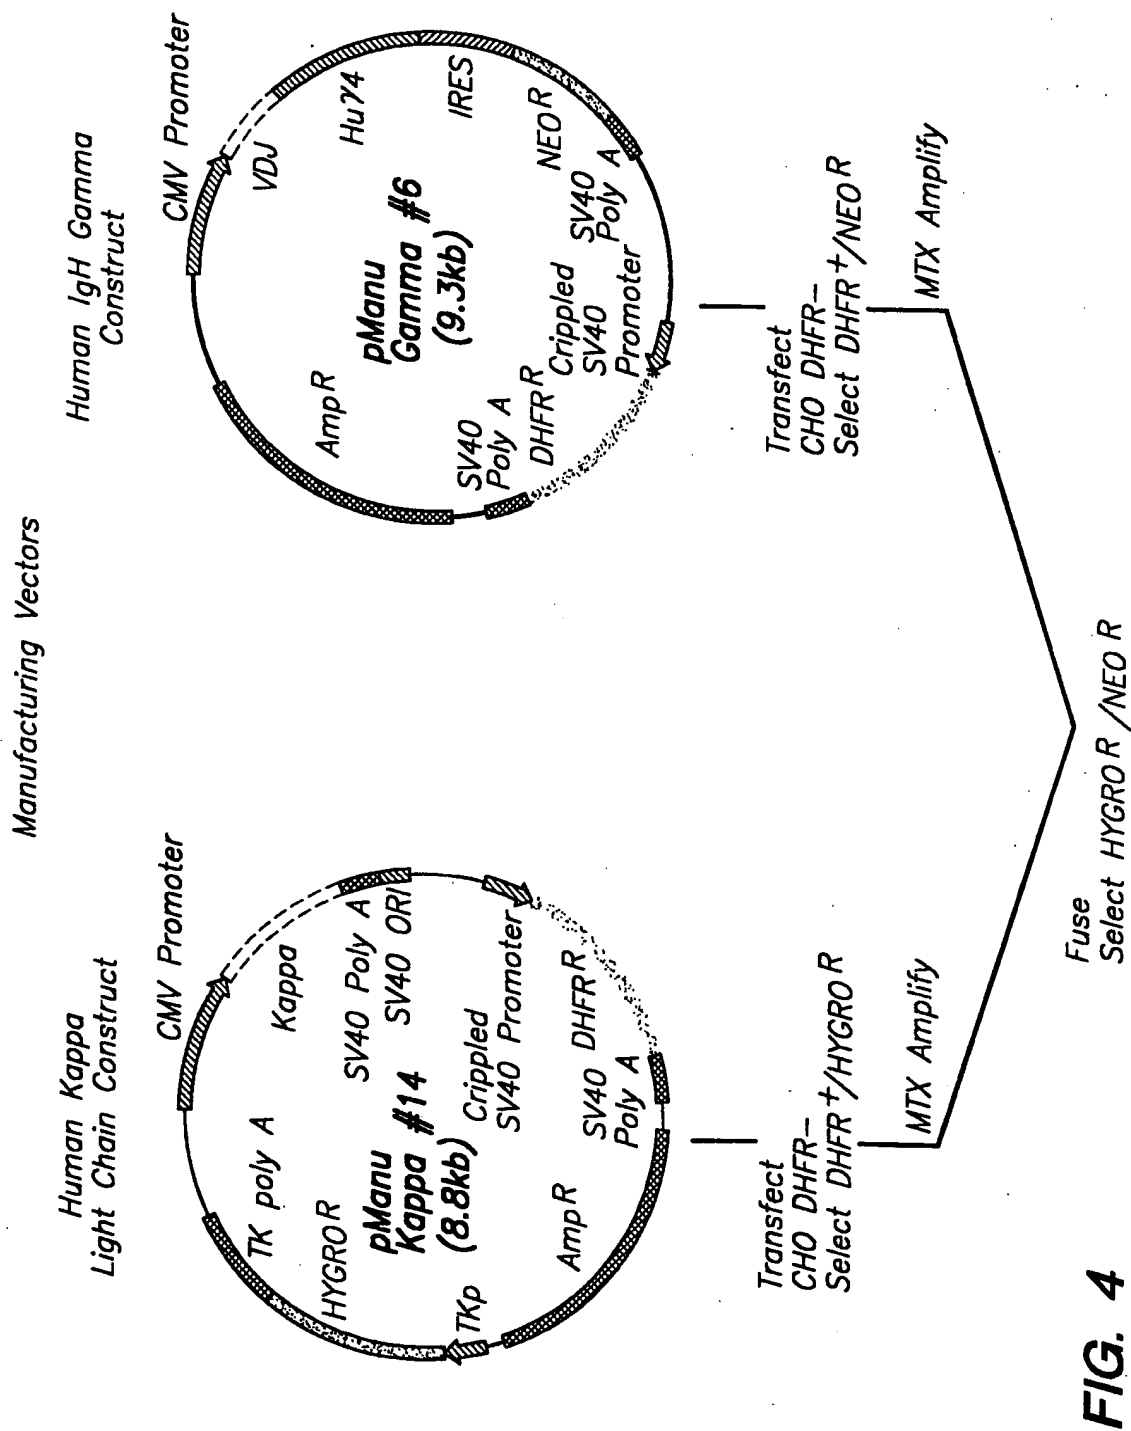 Manufacturing Vectors
Human Kappa
Light Chain Construct
CMV Promoter
Kappa
SV40 Poly A
SV40 ORI
Crippled
SV40 Promoter
SV40 DHFR R
SV40
Poly A
AmpR
TKp
HYGRO R
TK poly A
pManu
Kappa #14
(8.8kb)
Transfect
CHO DHFR–
Select DHFR+/HYGRO R
MTX Amplify
Human IgH Gamma
Construct
CMV Promoter
VDJ
Huγ4
IRES
NEO R
SV40
Poly A
Crippled
SV40
Promoter
DHFR R
SV40
Poly A
AmpR
pManu
Gamma #6
(9.3kb)
Transfect
CHO DHFR–
Select DHFR+/NEO R
MTX Amplify
Fuse
Select HYGRO R /NEO R
FIG. 4